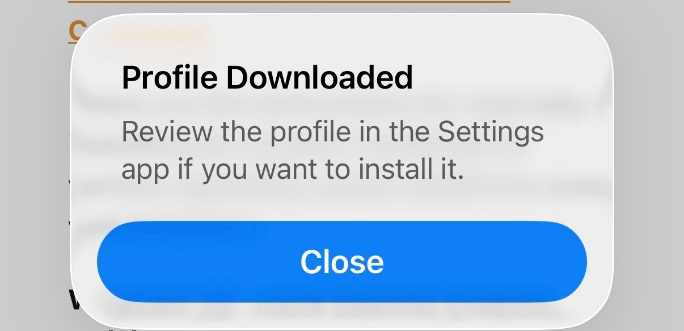 Profile Downloaded
Review the profile in the Settings
app if you want to install it.
Close